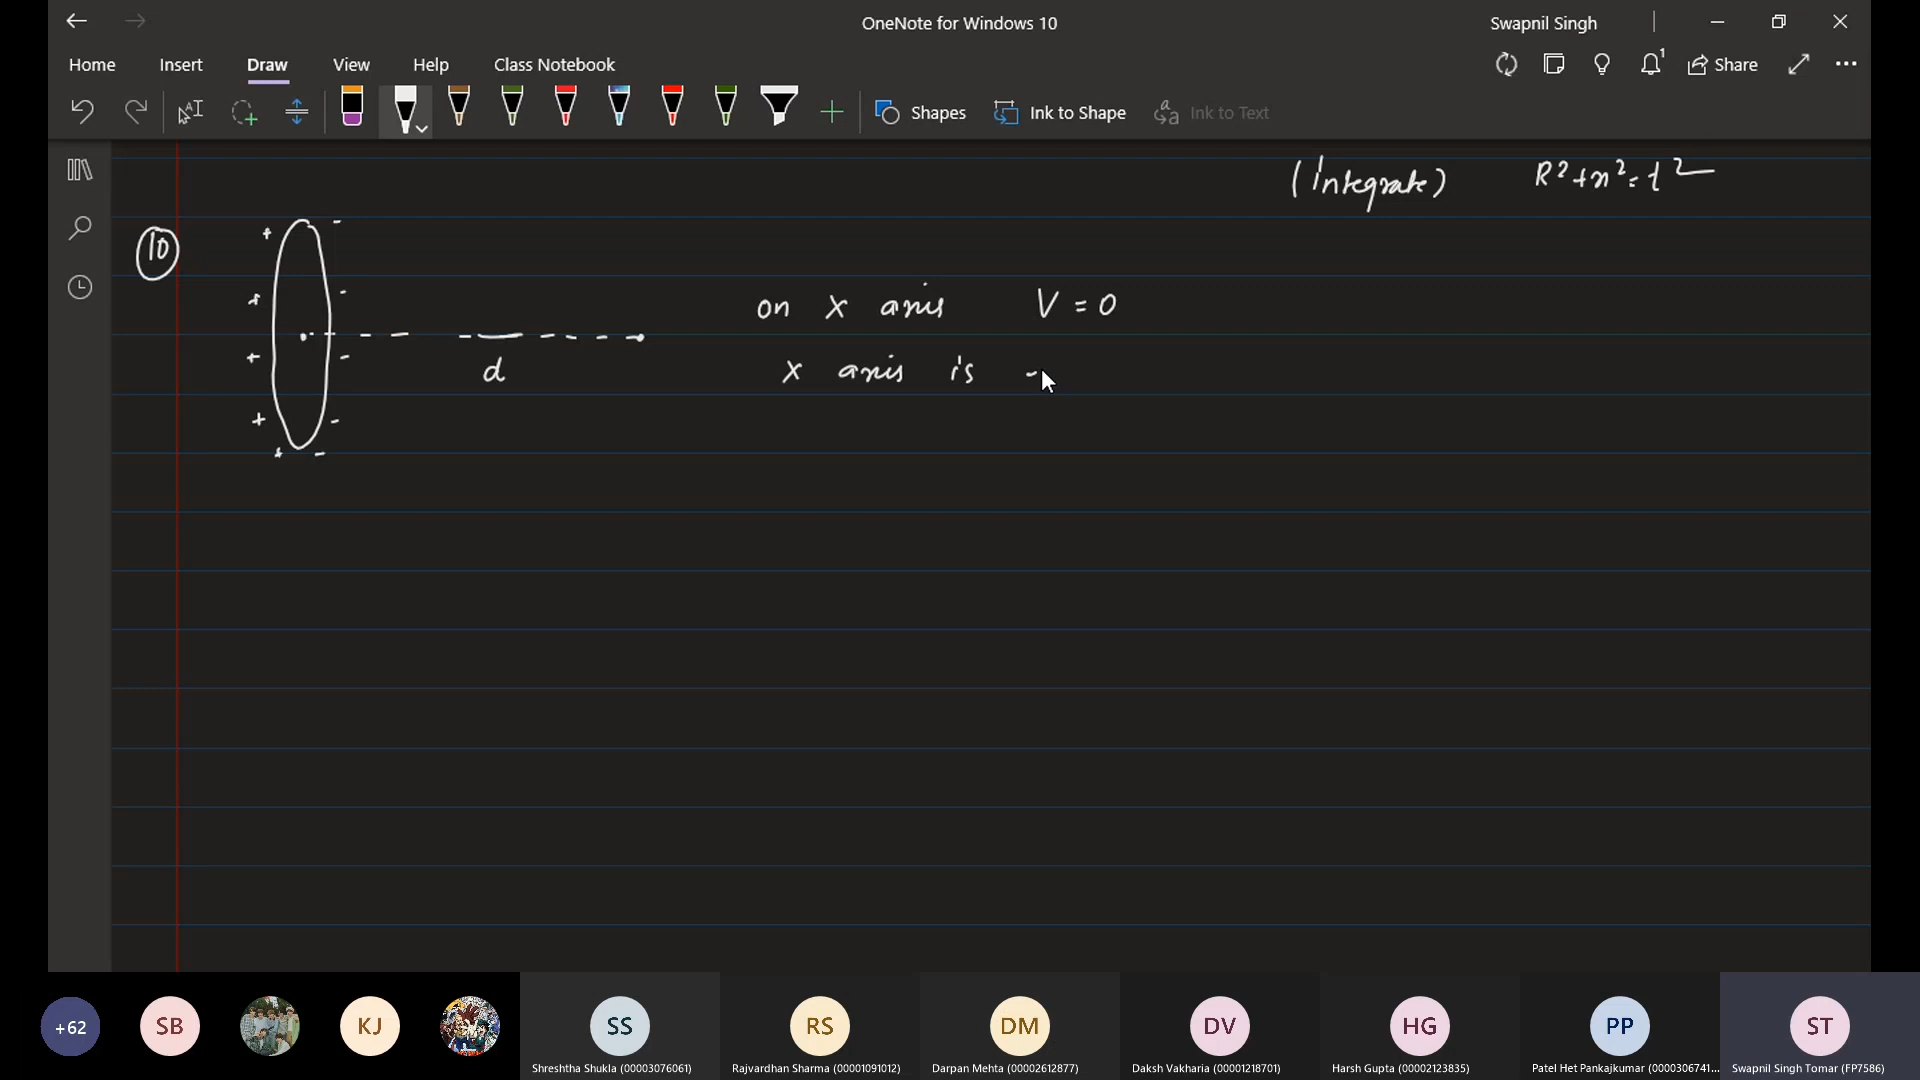 OneNote for Windows 10
Swapnil Singh
Home Insert Draw View Help Class Notebook
1
Share
Shapes
Ink to Shape
Ink to Text
(Integrate) R²+x²=t²
10
+ -
+ - on X axis V = 0
+ - d X axis is -
+ -
+ -
+62 SB KJ SS RS DM DV HG PP ST
Shreshtha Shukla (00003076061) Rajvardhan Sharma (00001091012) Darpan Mehta (00002612877) Daksh Vakharia (00001218701) Harsh Gupta (00002123835) Patel Het Pankajkumar (0000306741... Swapnil Singh Tomar (FP7586)